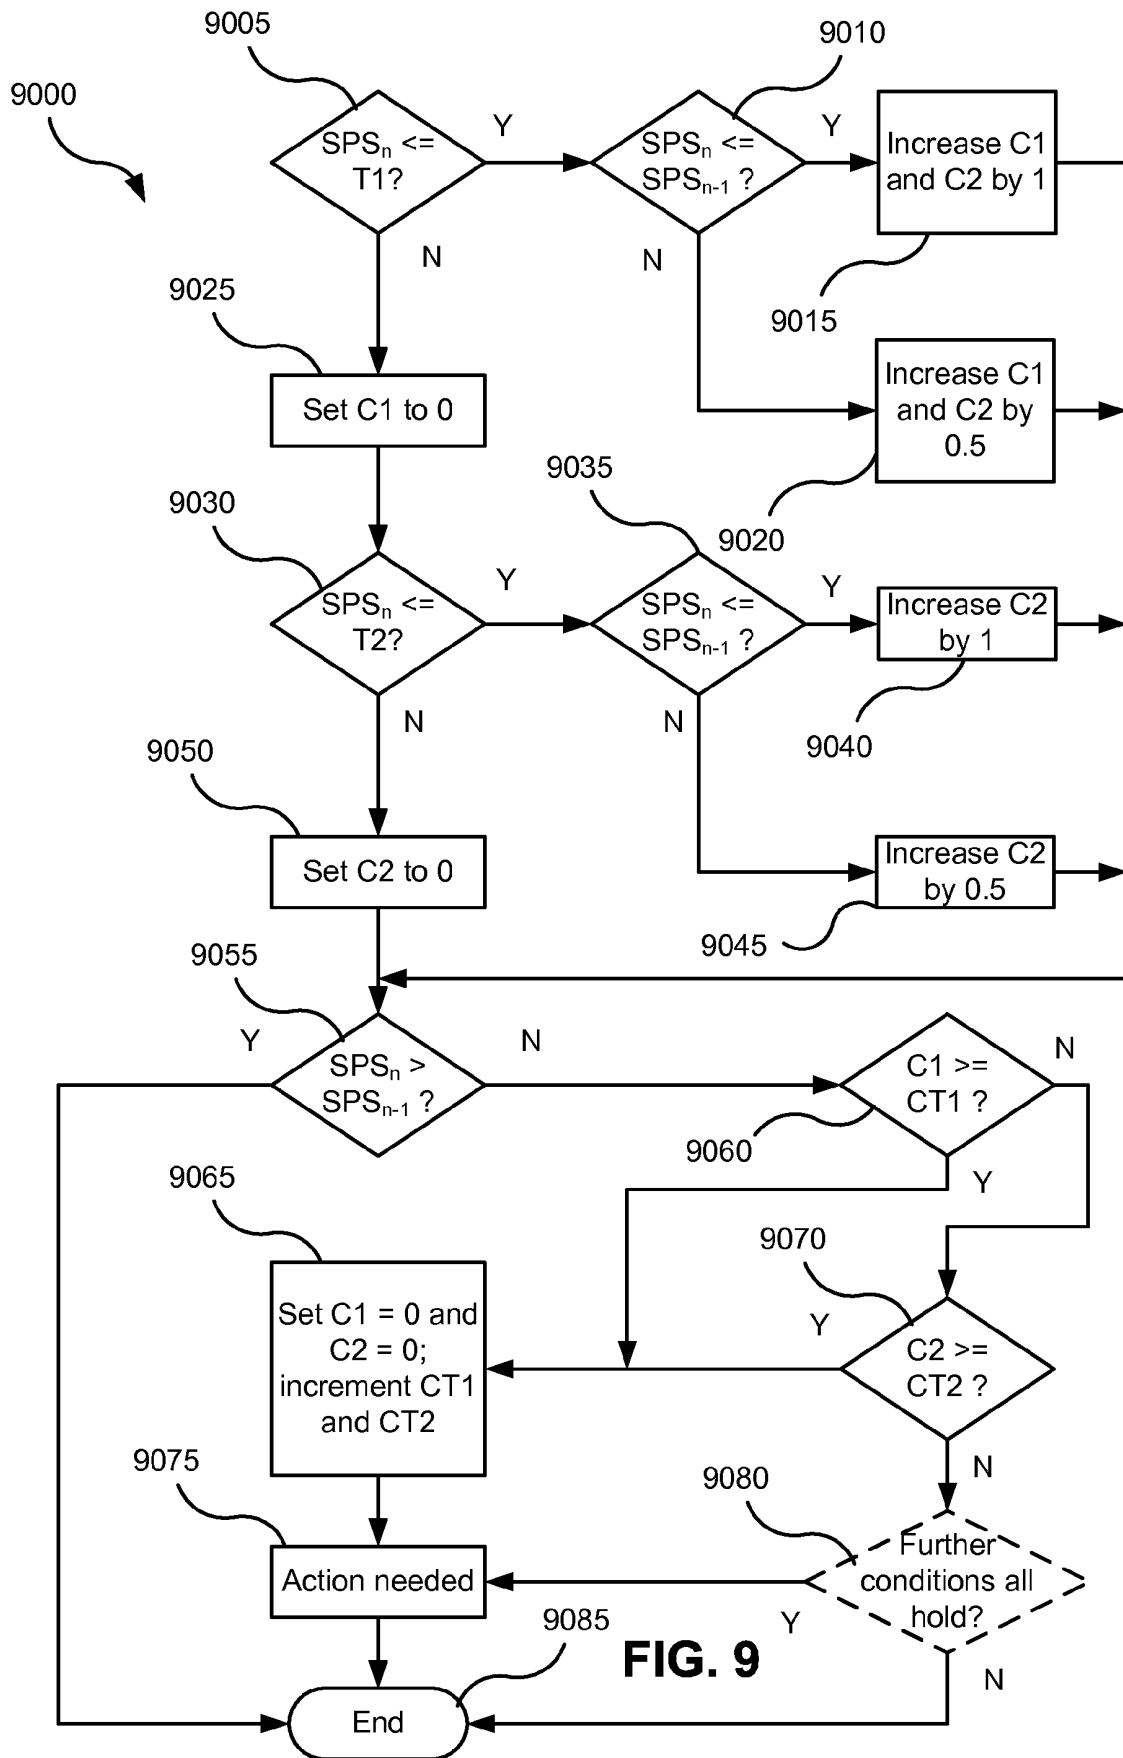 9005
9010
9000
SPSn <=
T1?
Y
SPSn <=
SPSn-1 ?
Y
Increase C1
and C2 by 1
N
N
9025
9015
Set C1 to 0
Increase C1
and C2 by
0.5
9030
9035
9020
SPSn <=
T2?
Y
SPSn <=
SPSn-1 ?
Y
Increase C2
by 1
N
N
9050
9040
Set C2 to 0
Increase C2
by 0.5
9055
9045
Y
SPSn >
SPSn-1 ?
N
C1 >=
CT1 ?
N
9060
9065
Y
9070
Set C1 = 0 and
C2 = 0;
increment CT1
and CT2
Y
C2 >=
CT2 ?
9075
N
9080
Action needed
Further
conditions all
hold?
Y
9085
FIG. 9
N
End